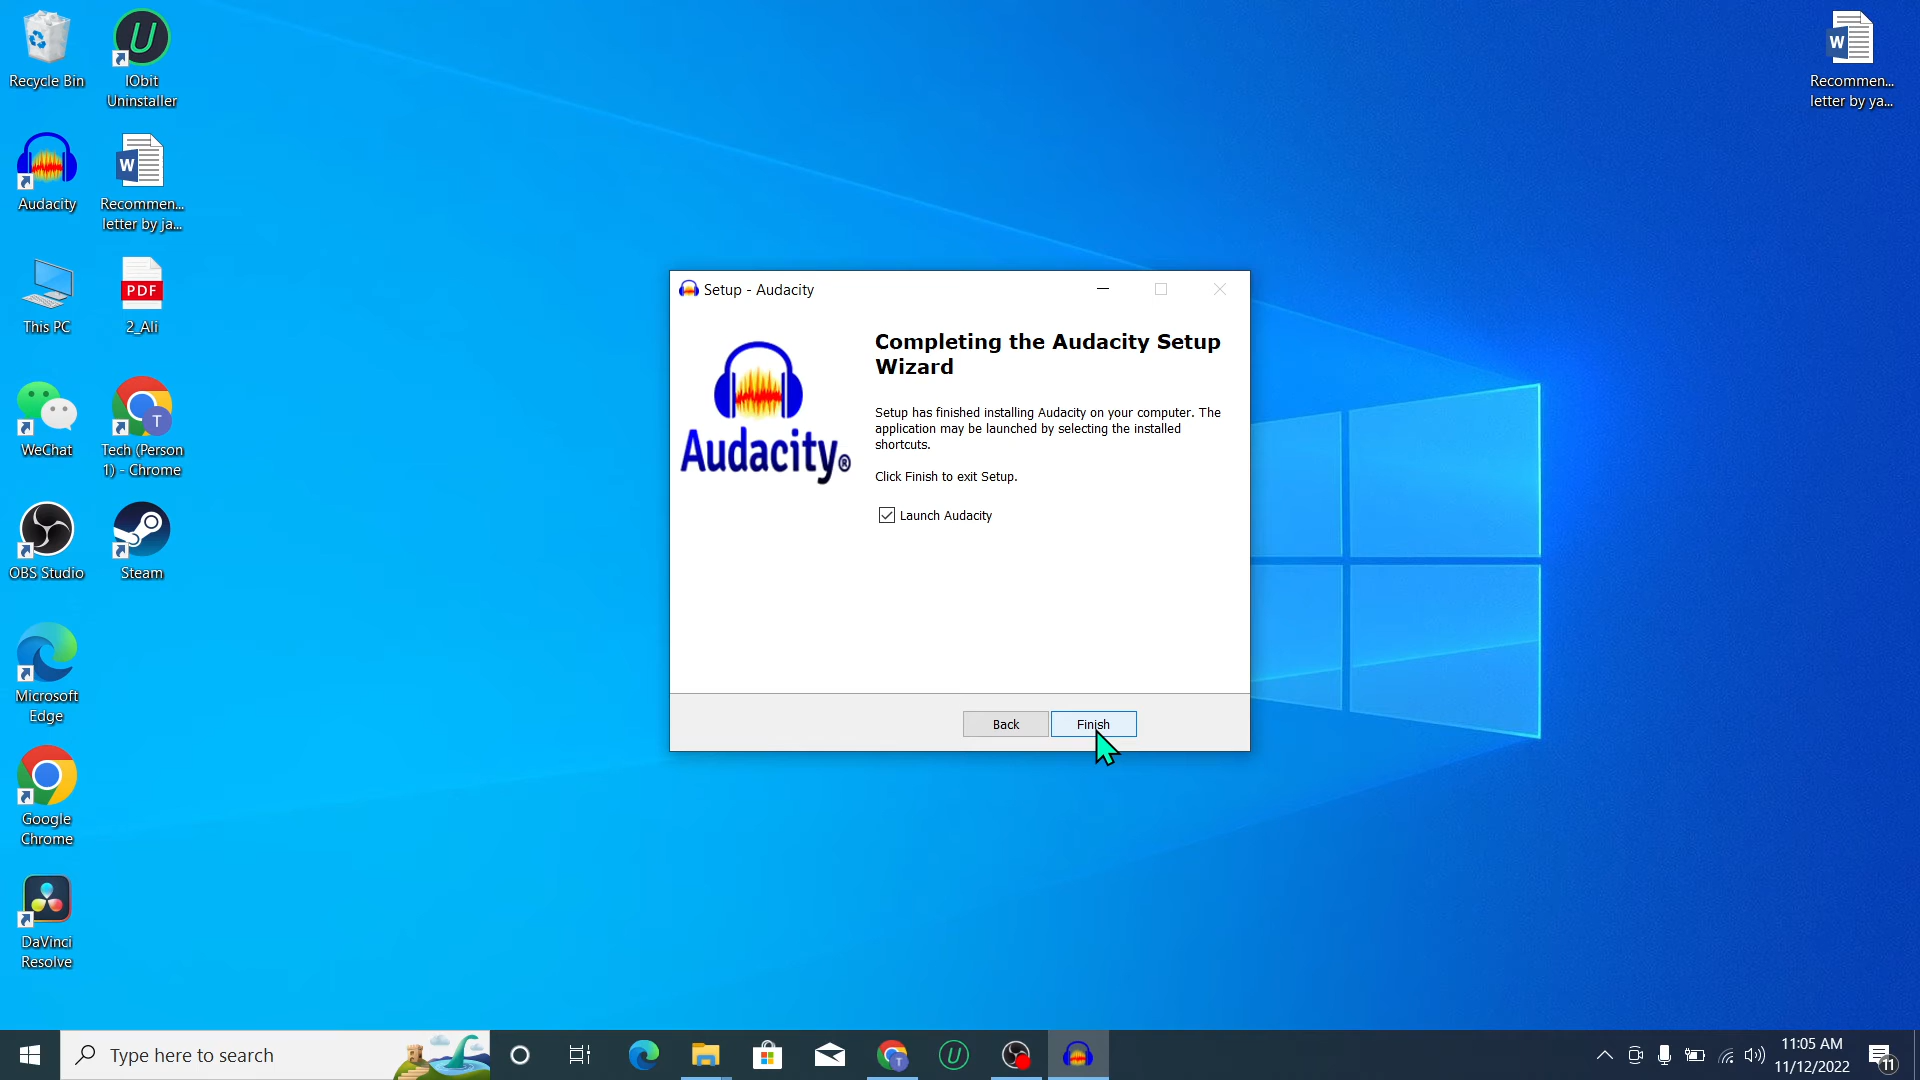 Recycle Bin
IObit
Uninstaller
Recommen...
letter by ya...
Audacity
W
Recommen...
letter by ja...
This PC
PDF
2_Ali
WeChat
T
Tech (Person
1) - Chrome
OBS Studio
Steam
Microsoft
Edge
Google
Chrome
DaVinci
Resolve
W
U
Setup - Audacity
Audacity®
Completing the Audacity Setup
Wizard
Setup has finished installing Audacity on your computer. The
application may be launched by selecting the installed
shortcuts.
Click Finish to exit Setup.
Launch Audacity
Back
Finish
Type here to search
T
U
11:05 AM
11/12/2022
11